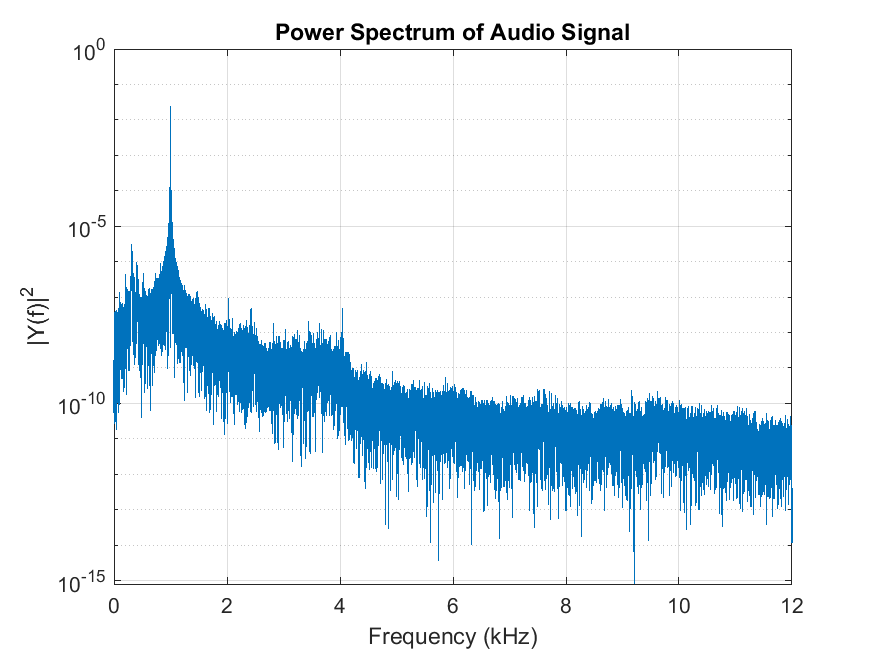 Power Spectrum of Audio Signal
10^0
10^-5
10^-10
10^-15
|Y(f)|^2
0 2 4 6 8 10 12
Frequency (kHz)